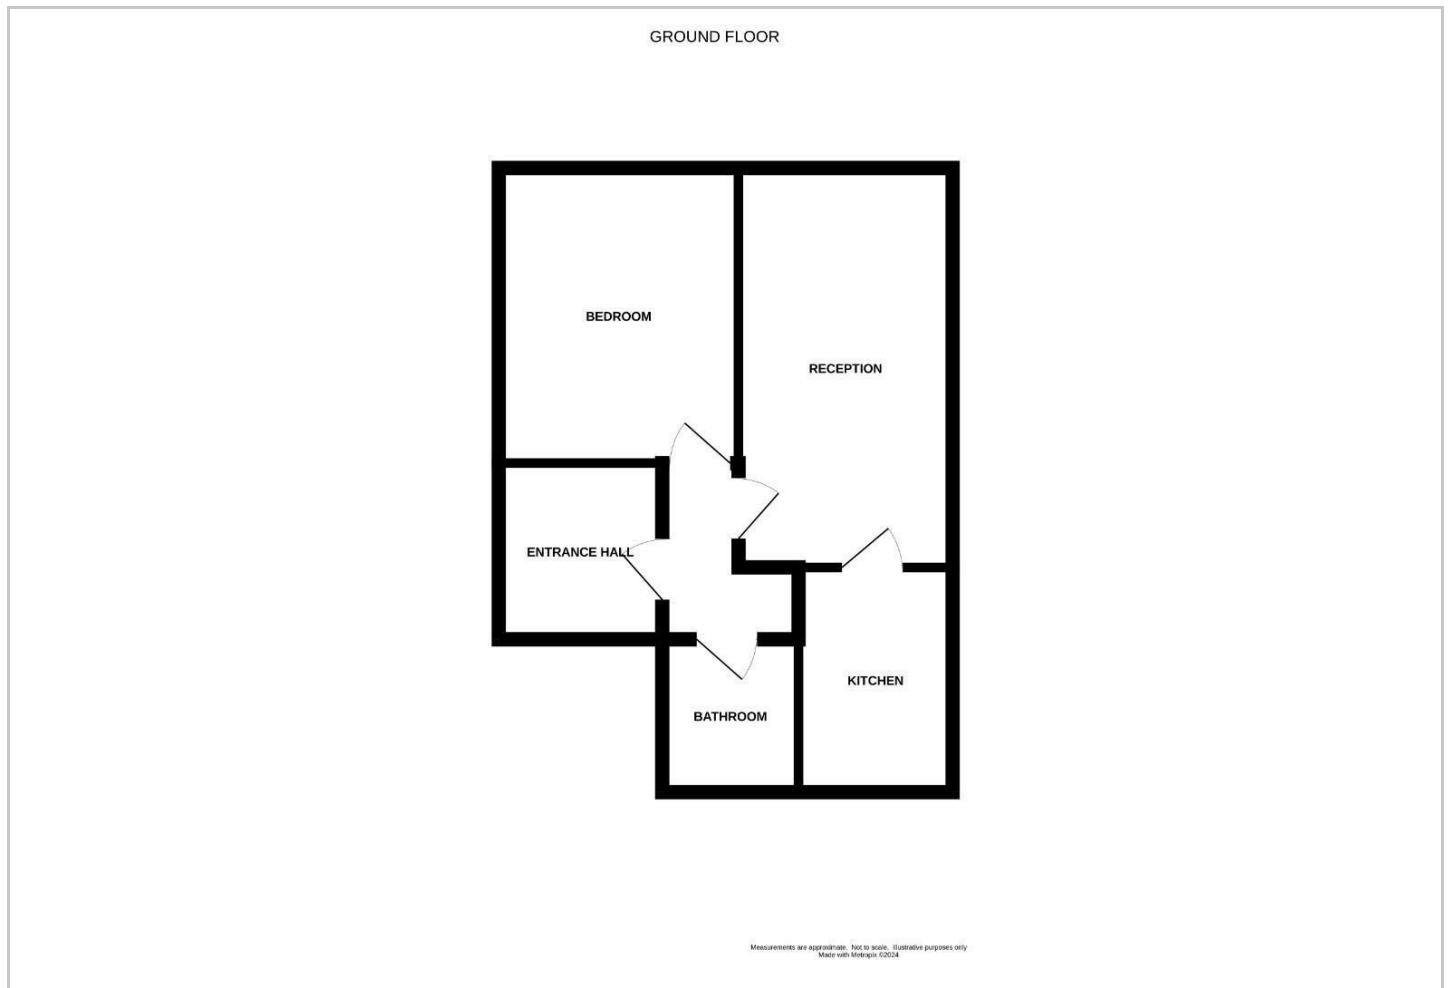 GROUND FLOOR
BEDROOM
RECEPTION
ENTRANCE HALL
KITCHEN
BATHROOM
Measurements are approximate. Not to scale. Illustrative purposes only
Made with Metropix ©2024